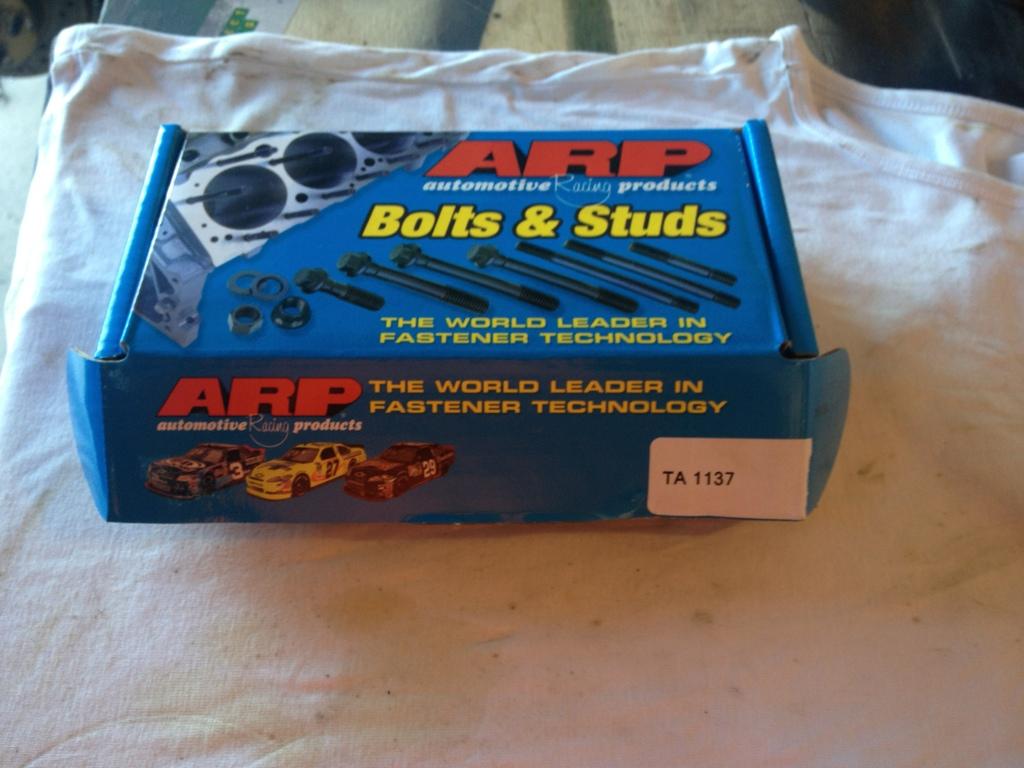 ARP
automotive Racing products
Bolts & Studs
THE WORLD LEADER IN
FASTENER TECHNOLOGY
ARP
automotive Racing products
THE WORLD LEADER IN
FASTENER TECHNOLOGY
3
27
29
TA 1137